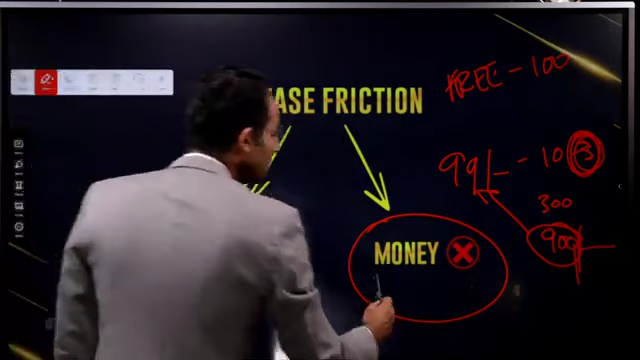 FREE - 100
ASE FRICTION
99/- - 10 3
300
MONEY
900/-